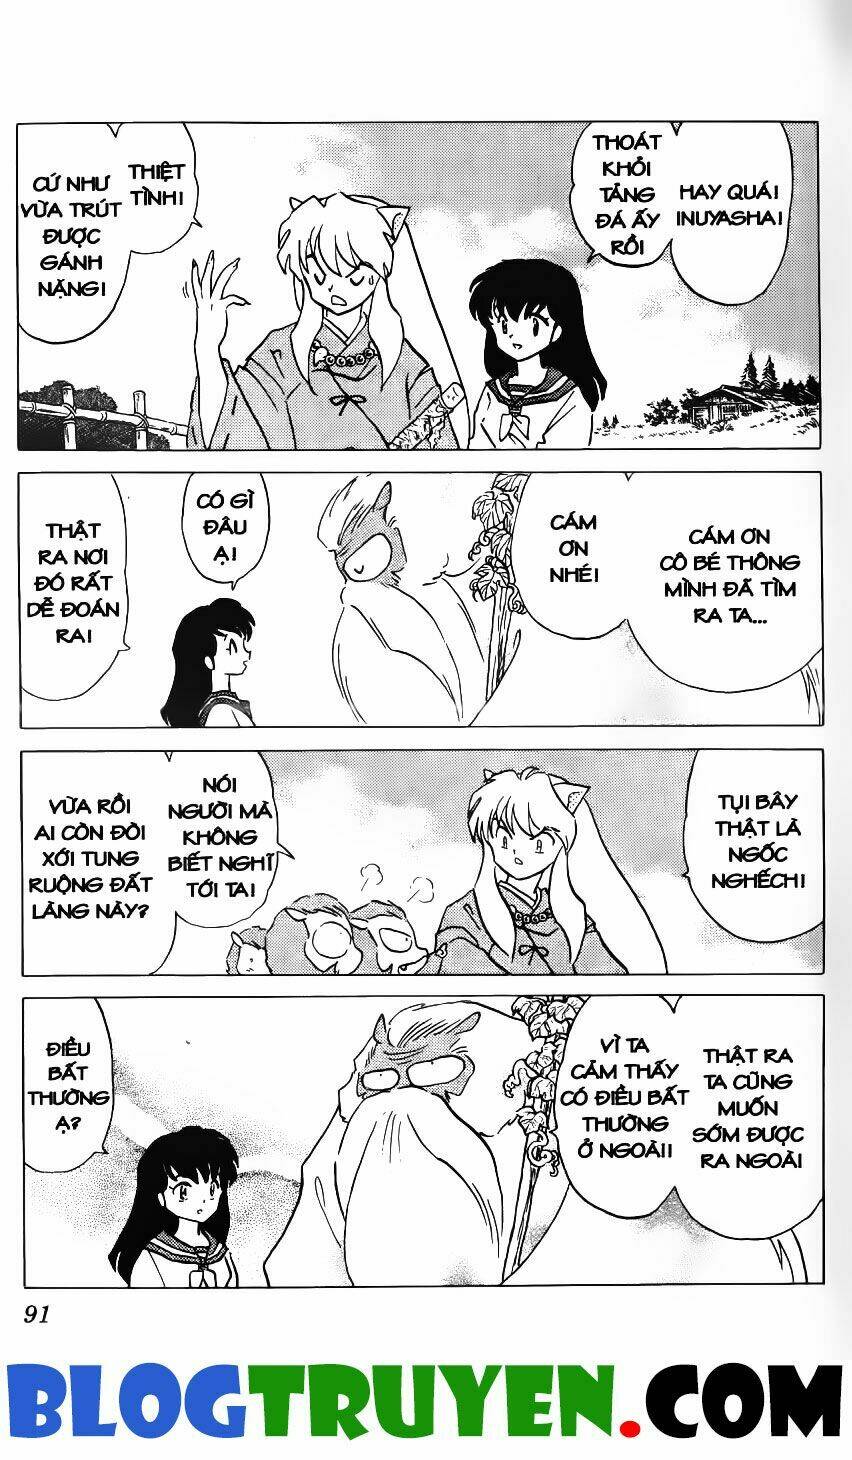 HAY QUÁ!
INUYASHA!
THOÁT
KHỎI
TẢNG
ĐÁ ẤY
RỒI
THIỆT
TÌNH!
CỨ NHƯ
VỪA TRÚT
ĐƯỢC
GÁNH
NẶNG!
CÁM ƠN
CÔ BÉ THÔNG
MÌNH ĐÃ TÌM
RA TA...
CÁM
ƠN
NHÉ!
CÓ GÌ
ĐÂU
Ạ!
THẬT
RA NƠI
ĐÓ RẤT
DỄ ĐOÁN
RA!
TỤI BÂY
THẬT LÀ
NGỐC
NGHẾCH!
NÓI
NGƯỜI MÀ
KHÔNG
BIẾT NGHĨ
TỚI TA!
VỪA RỒI
AI CÒN ĐÒI
XỚI TUNG
RUỘNG ĐẤT
LÀNG NÀY?
THẬT RA
TA CŨNG
MUỐN
SỚM ĐƯỢC
RA NGOÀI
VÌ TA
CẢM THẤY
CÓ ĐIỀU BẤT
THƯỜNG
Ở NGOÀI!
ĐIỀU
BẤT
THƯỜNG
Ạ?
91
BLOGTRUYEN.COM